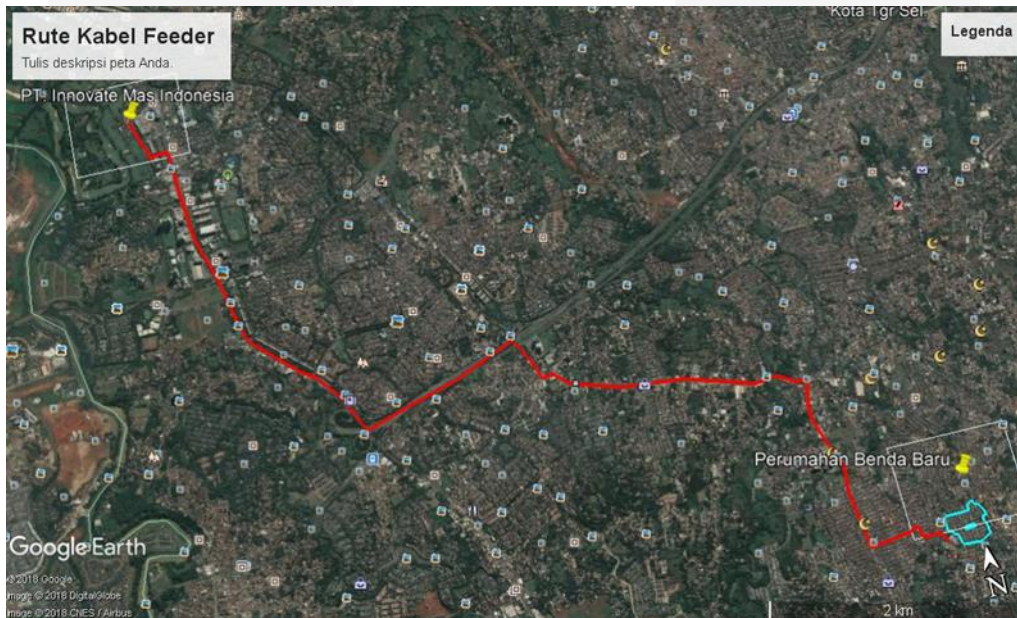 Rute Kabel Feeder
Tulis deskripsi peta Anda.
Kota Tgr Sel
Legenda
PT. Innovate Mas Indonesia
Perumahan Benda Baru
Google Earth
© 2018 Google
Image © 2018 DigitalGlobe
Image © 2018 CNES / Airbus
N
2 km